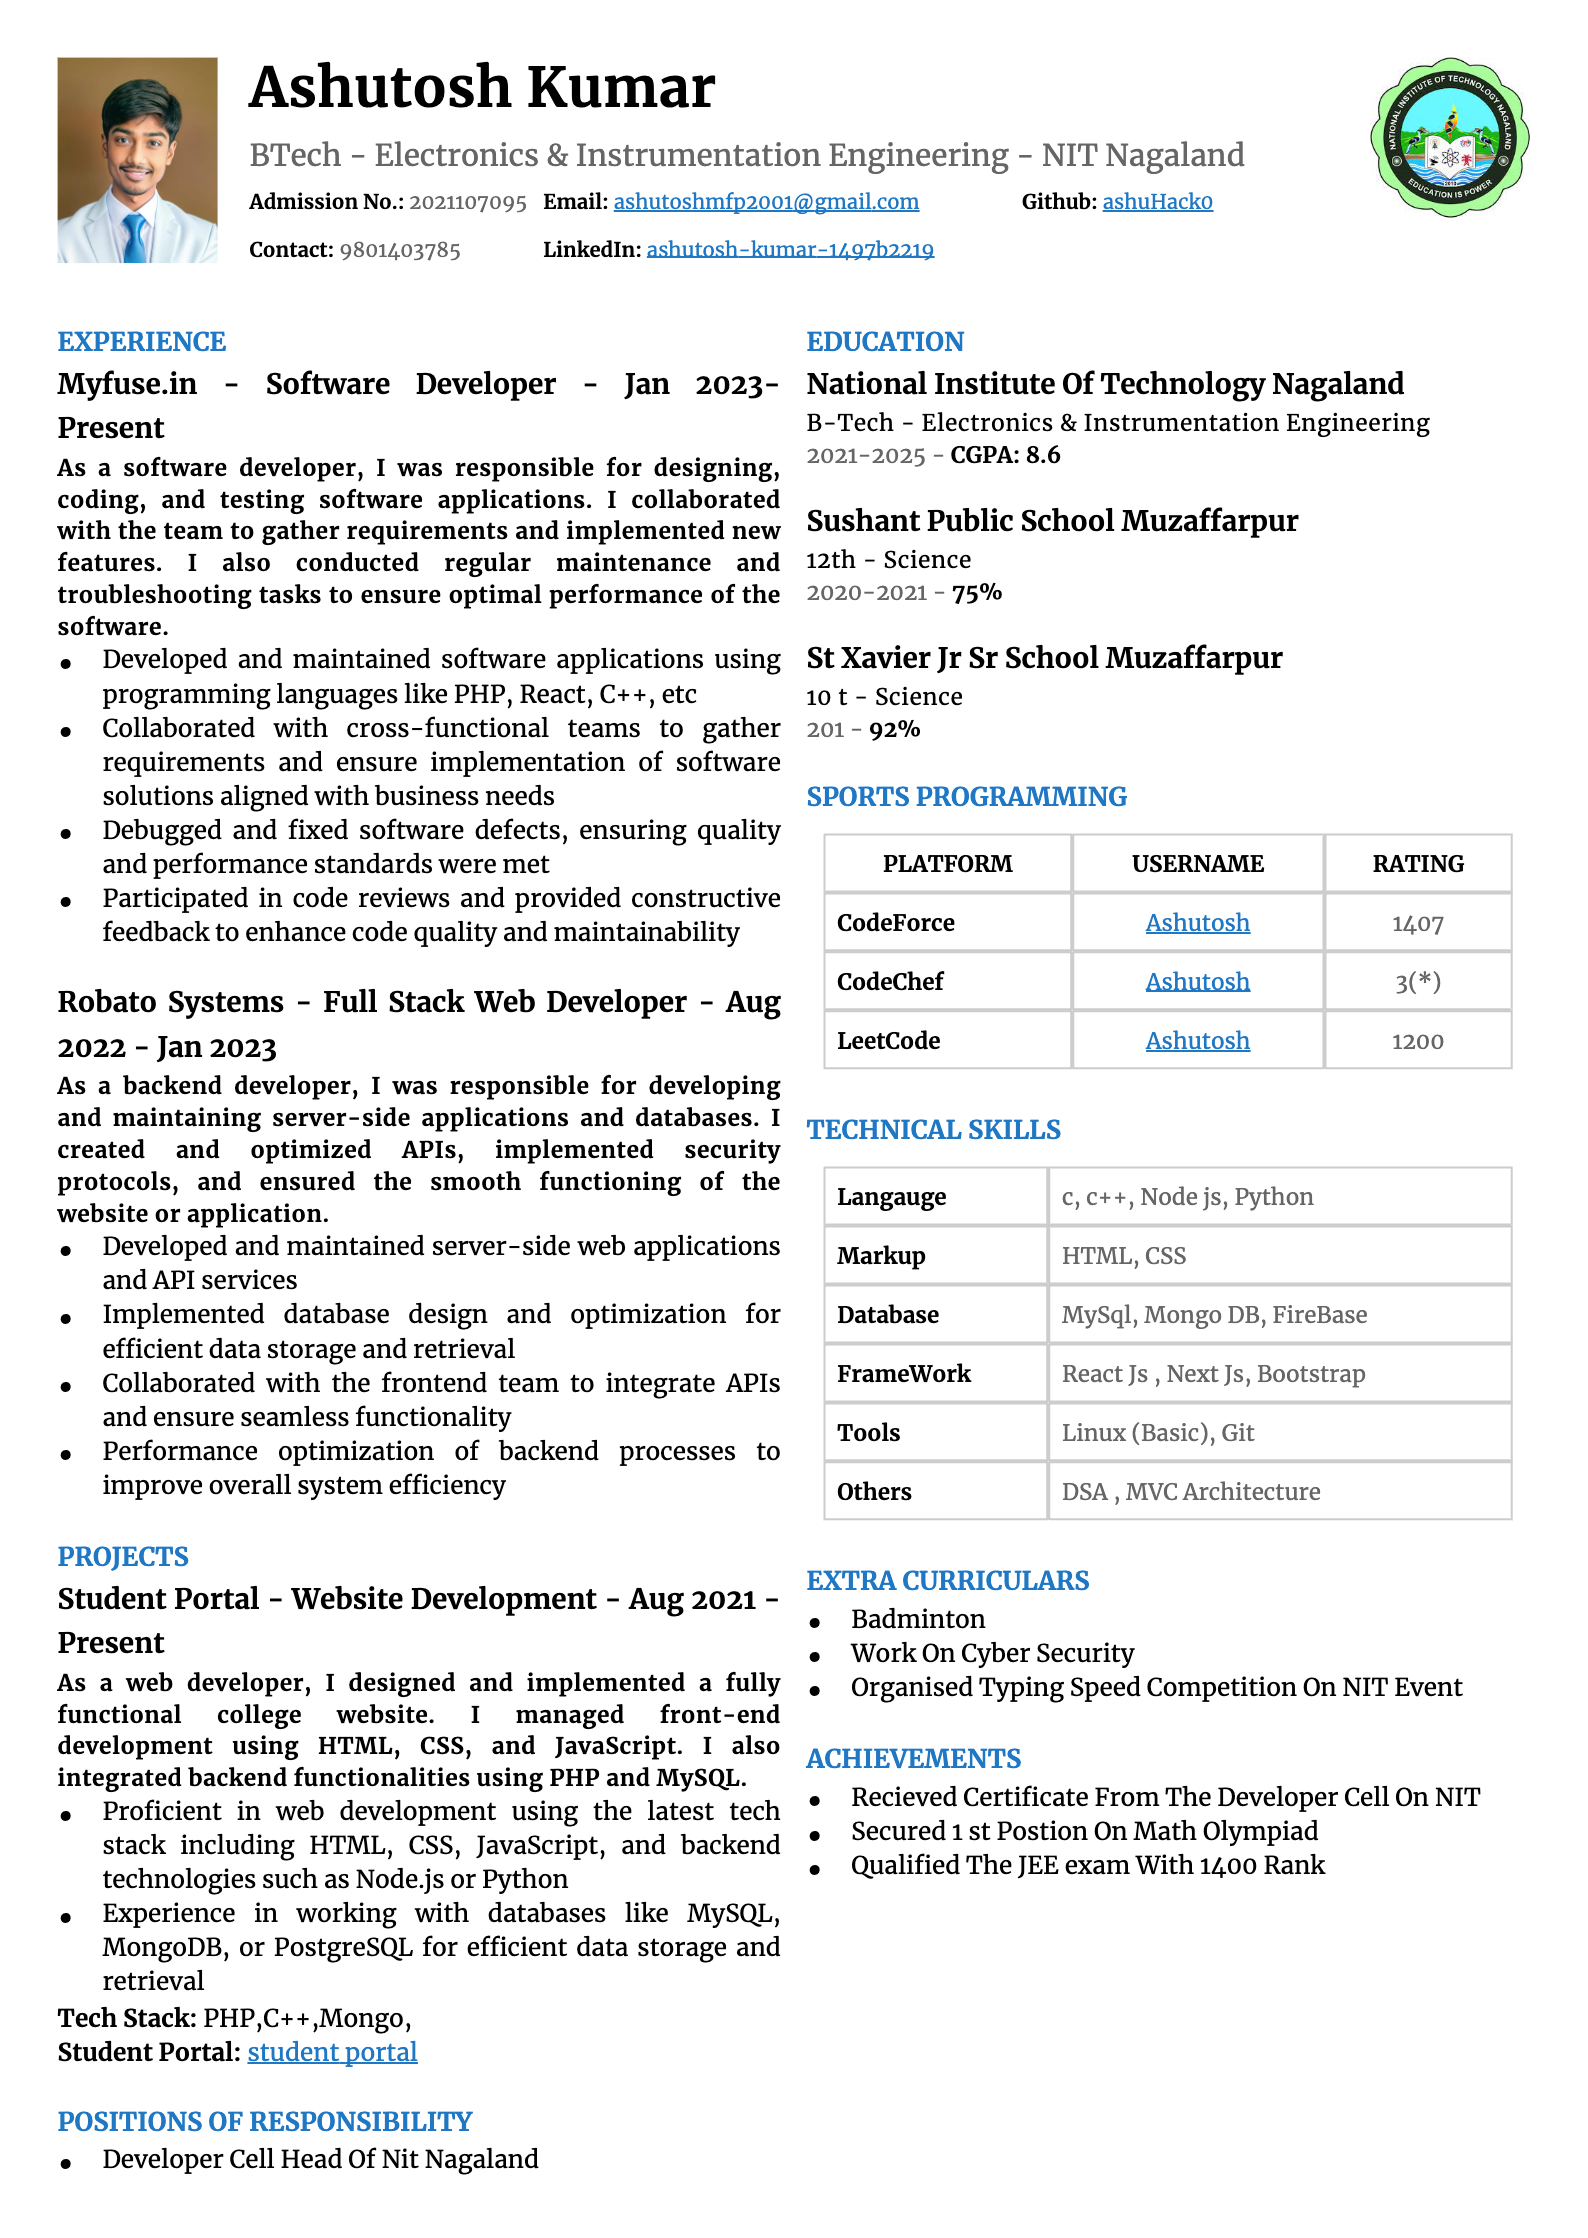 Ashutosh Kumar
BTech - Electronics & Instrumentation Engineering - NIT Nagaland
Admission No.: 2021107095 Email: ashutoshmfp2001@gmail.com Github: ashuHack0
Contact: 9801403785 LinkedIn: ashutosh-kumar-1497b2219
NATIONAL INSTITUTE OF TECHNOLOGY NAGALAND
2010
EDUCATION IS POWER
EXPERIENCE
Myfuse.in - Software Developer - Jan 2023-
Present
As a software developer, I was responsible for designing,
coding, and testing software applications. I collaborated
with the team to gather requirements and implemented new
features. I also conducted regular maintenance and
troubleshooting tasks to ensure optimal performance of the
software.
● Developed and maintained software applications using
programming languages like PHP, React, C++, etc
● Collaborated with cross-functional teams to gather
requirements and ensure implementation of software
solutions aligned with business needs
● Debugged and fixed software defects, ensuring quality
and performance standards were met
● Participated in code reviews and provided constructive
feedback to enhance code quality and maintainability
Robato Systems - Full Stack Web Developer - Aug
2022 - Jan 2023
As a backend developer, I was responsible for developing
and maintaining server-side applications and databases. I
created and optimized APIs, implemented security
protocols, and ensured the smooth functioning of the
website or application.
● Developed and maintained server-side web applications
and API services
● Implemented database design and optimization for
efficient data storage and retrieval
● Collaborated with the frontend team to integrate APIs
and ensure seamless functionality
● Performance optimization of backend processes to
improve overall system efficiency
PROJECTS
Student Portal - Website Development - Aug 2021 -
Present
As a web developer, I designed and implemented a fully
functional college website. I managed front-end
development using HTML, CSS, and JavaScript. I also
integrated backend functionalities using PHP and MySQL.
● Proficient in web development using the latest tech
stack including HTML, CSS, JavaScript, and backend
technologies such as Node.js or Python
● Experience in working with databases like MySQL,
MongoDB, or PostgreSQL for efficient data storage and
retrieval
Tech Stack: PHP,C++,Mongo,
Student Portal: student portal
POSITIONS OF RESPONSIBILITY
● Developer Cell Head Of Nit Nagaland
EDUCATION
National Institute Of Technology Nagaland
B-Tech - Electronics & Instrumentation Engineering
2021-2025 - CGPA: 8.6
Sushant Public School Muzaffarpur
12th - Science
2020-2021 - 75%
St Xavier Jr Sr School Muzaffarpur
10 t - Science
201 - 92%
SPORTS PROGRAMMING
PLATFORM USERNAME RATING
CodeForce Ashutosh 1407
CodeChef Ashutosh 3(*)
LeetCode Ashutosh 1200
TECHNICAL SKILLS
Langauge c, c++, Node js, Python
Markup HTML, CSS
Database MySql, Mongo DB, FireBase
FrameWork React Js , Next Js, Bootstrap
Tools Linux (Basic), Git
Others DSA , MVC Architecture
EXTRA CURRICULARS
● Badminton
● Work On Cyber Security
● Organised Typing Speed Competition On NIT Event
ACHIEVEMENTS
● Recieved Certificate From The Developer Cell On NIT
● Secured 1 st Postion On Math Olympiad
● Qualified The JEE exam With 1400 Rank